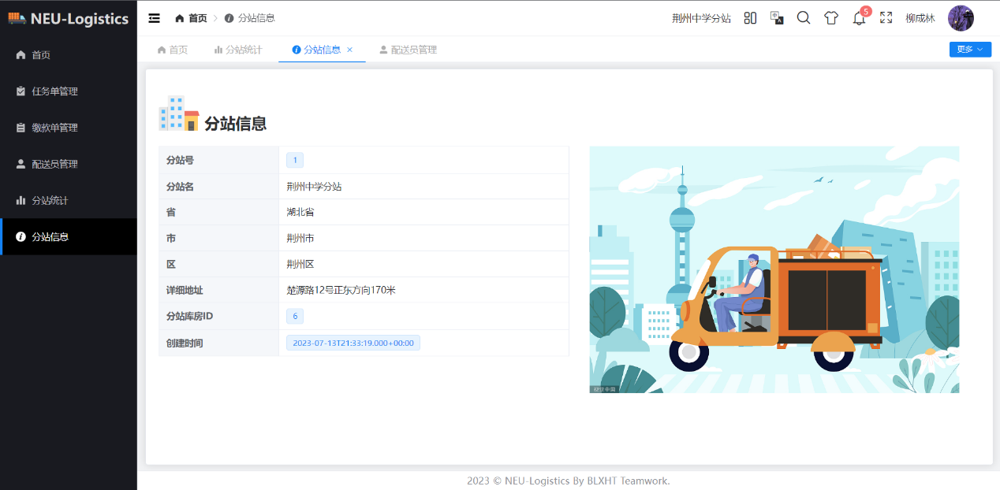 NEU-Logistics
首页
分站信息
荆州中学分站
5
柳成林
首页
分站统计
分站信息
配送员管理
更多
首页
任务单管理
缴款单管理
配送员管理
分站统计
分站信息
分站信息
分站号 1
分站名 荆州中学分站
省 湖北省
市 荆州市
区 荆州区
详细地址 楚源路12号正东方向170米
分站库房ID 6
创建时间 2023-07-13T21:33:19.000+00:00
2023 © NEU-Logistics By BLXHT Teamwork.